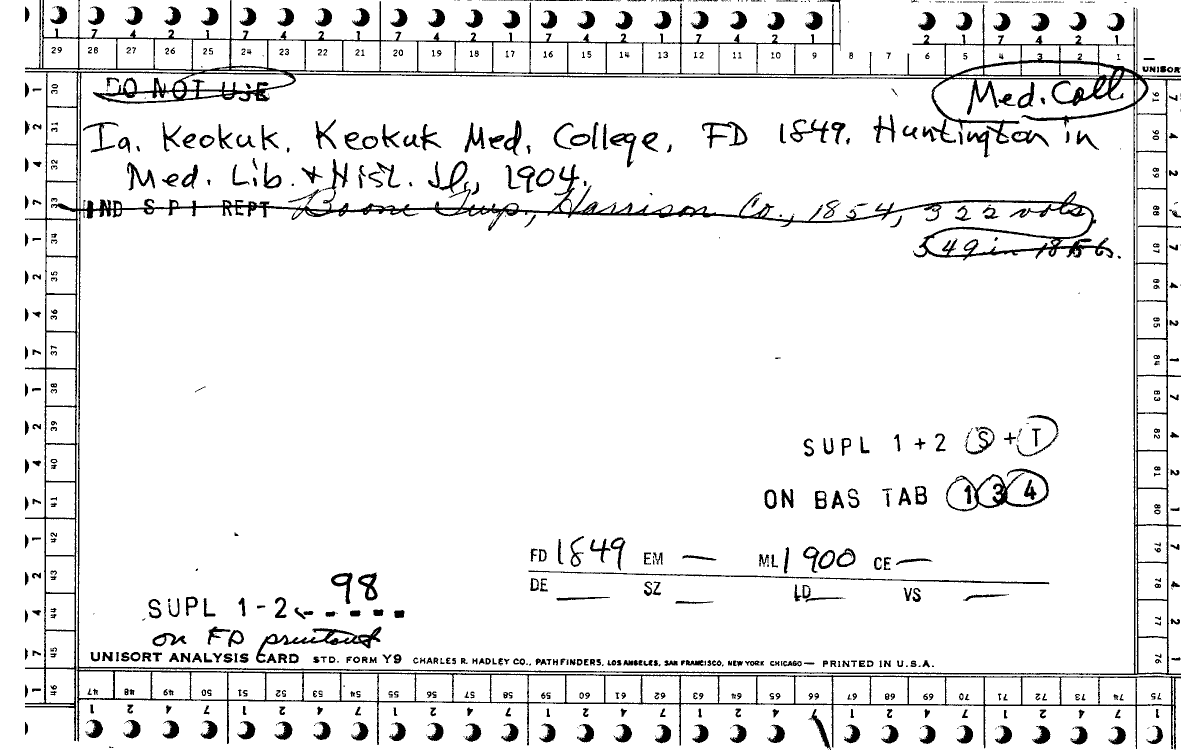 1 7 4 2 1 7 4 2 1 7 4 2 1 7 4 2 1 7 4 2 1 2 1 7 4 2 1
29 28 27 26 25 24 23 22 21 20 19 18 17 16 15 14 13 12 11 10 9 8 7 6 5 4 3 2 1
UNISORT
DO NOT USE
Med. Coll
Ia. Keokuk. Keokuk Med. College, FD 1849. Huntington in
Med. Lib. & Hist. Jl., 1904.
IND S P I REPT Boone Twp., Harrison Co., 1854, 322 vols.
549 in 1856.
SUPL 1+2 S + T
ON BAS TAB 1 3 4
FD 1849 EM — ML 1900 CE —
DE — SZ — LD — VS —
98
SUPL 1-2 - - - -
on FD printout
UNISORT ANALYSIS CARD STD. FORM Y9 CHARLES R. HADLEY CO., PATHFINDERS, LOS ANGELES, SAN FRANCISCO, NEW YORK CHICAGO — PRINTED IN U.S.A.
30 31 32 33 34 35 36 37 38 39 40 41 42 43 44 45 46
91 90 89 88 87 86 85 84 83 82 81 80 79 78 77 76
47 48 49 50 51 52 53 54 55 56 57 58 59 60 61 62 63 64 65 66 67 68 69 70 71 72 73 74 75
1 2 4 7 1 2 4 7 1 2 4 7 1 2 4 7 1 2 4 7 1 2 4 7 1 2 4 7 1